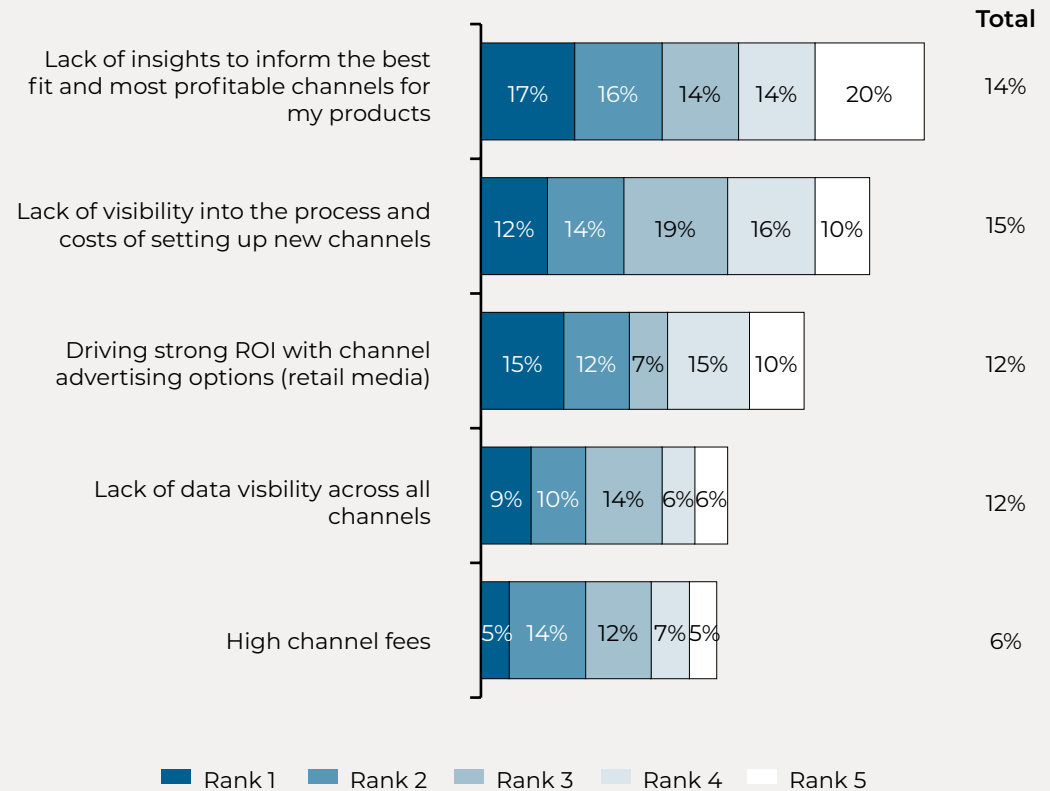 Total
Lack of insights to inform the best
fit and most profitable channels for
my products
17% 16% 14% 14% 20% 14%
Lack of visibility into the process and
costs of setting up new channels
12% 14% 19% 16% 10% 15%
Driving strong ROI with channel
advertising options (retail media)
15% 12% 7% 15% 10% 12%
Lack of data visbility across all
channels
9% 10% 14% 6% 6% 12%
High channel fees
5% 14% 12% 7% 5% 6%
Rank 1 Rank 2 Rank 3 Rank 4 Rank 5